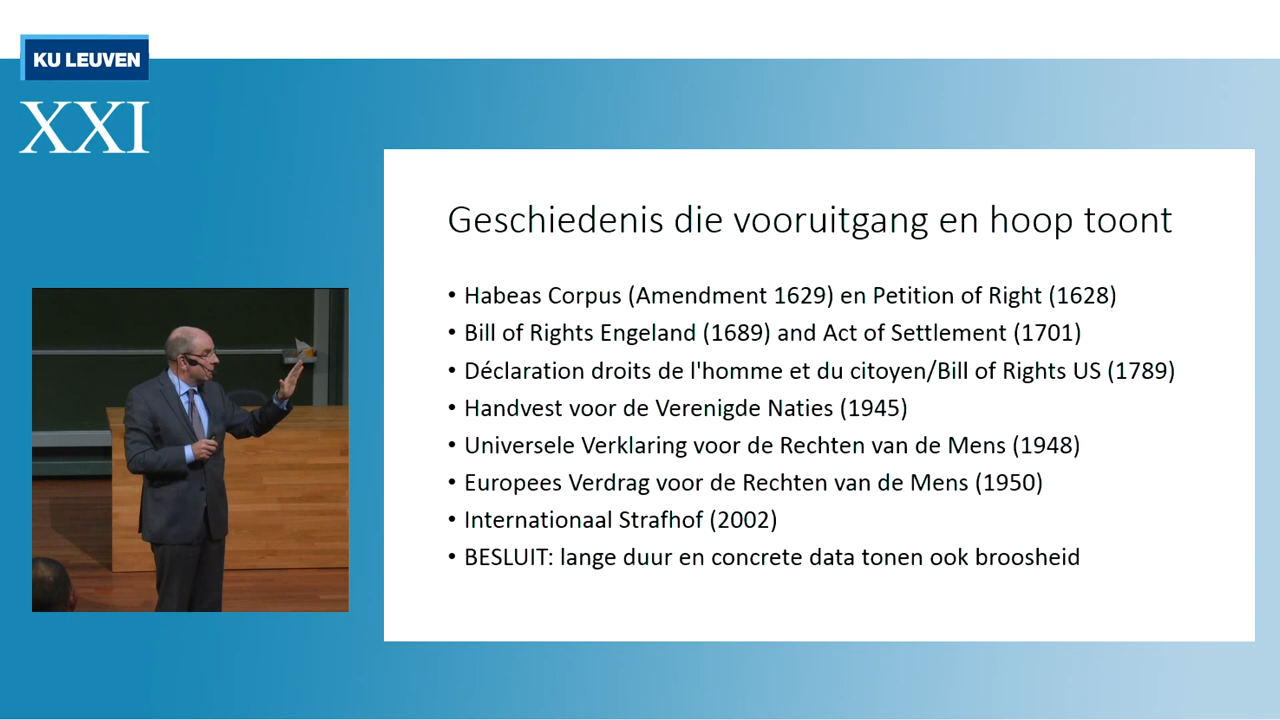 KU LEUVEN
XXI
Geschiedenis die vooruitgang en hoop toont
• Habeas Corpus (Amendment 1629) en Petition of Right (1628)
• Bill of Rights Engeland (1689) and Act of Settlement (1701)
• Déclaration droits de l'homme et du citoyen/Bill of Rights US (1789)
• Handvest voor de Verenigde Naties (1945)
• Universele Verklaring voor de Rechten van de Mens (1948)
• Europees Verdrag voor de Rechten van de Mens (1950)
• Internationaal Strafhof (2002)
• BESLUIT: lange duur en concrete data tonen ook broosheid